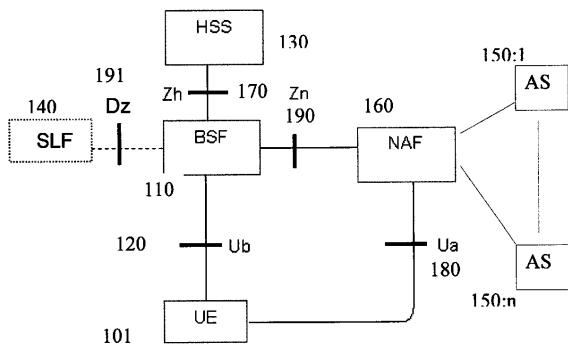 HSS
130
150:1
AS
191
Zh
170
Zn
140
Dz
190
160
SLF
BSF
NAF
110
120
Ub
Ua
180
AS
150:n
UE
101